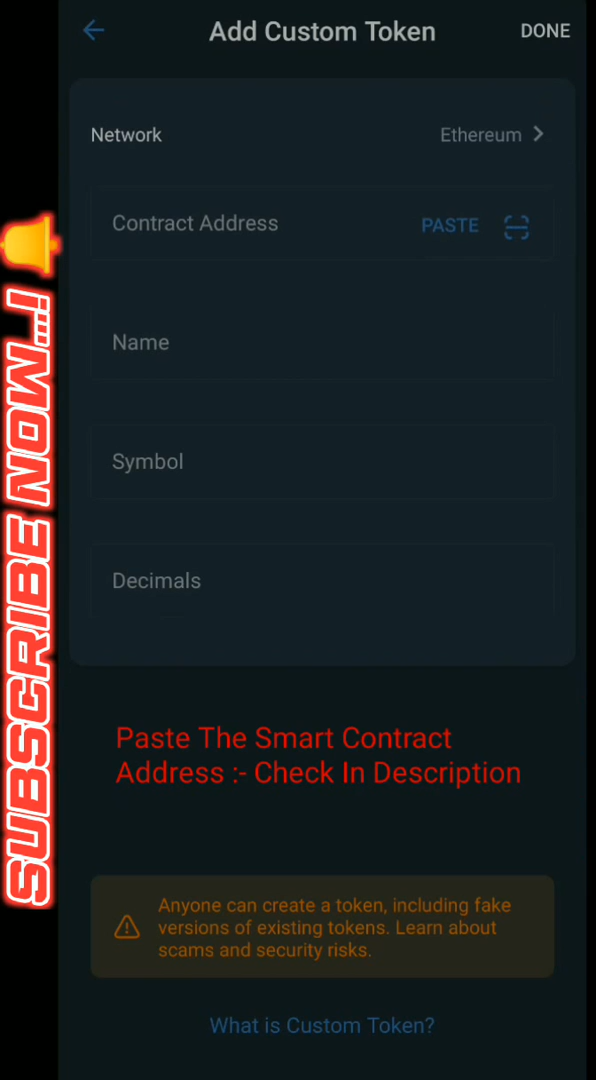 Add Custom Token
DONE
Network
Ethereum
Contract Address
PASTE
Name
Symbol
Decimals
Paste The Smart Contract
Address :- Check In Description
Anyone can create a token, including fake
versions of existing tokens. Learn about
scams and security risks.
What is Custom Token?
SUBSCRIBE NOW...!